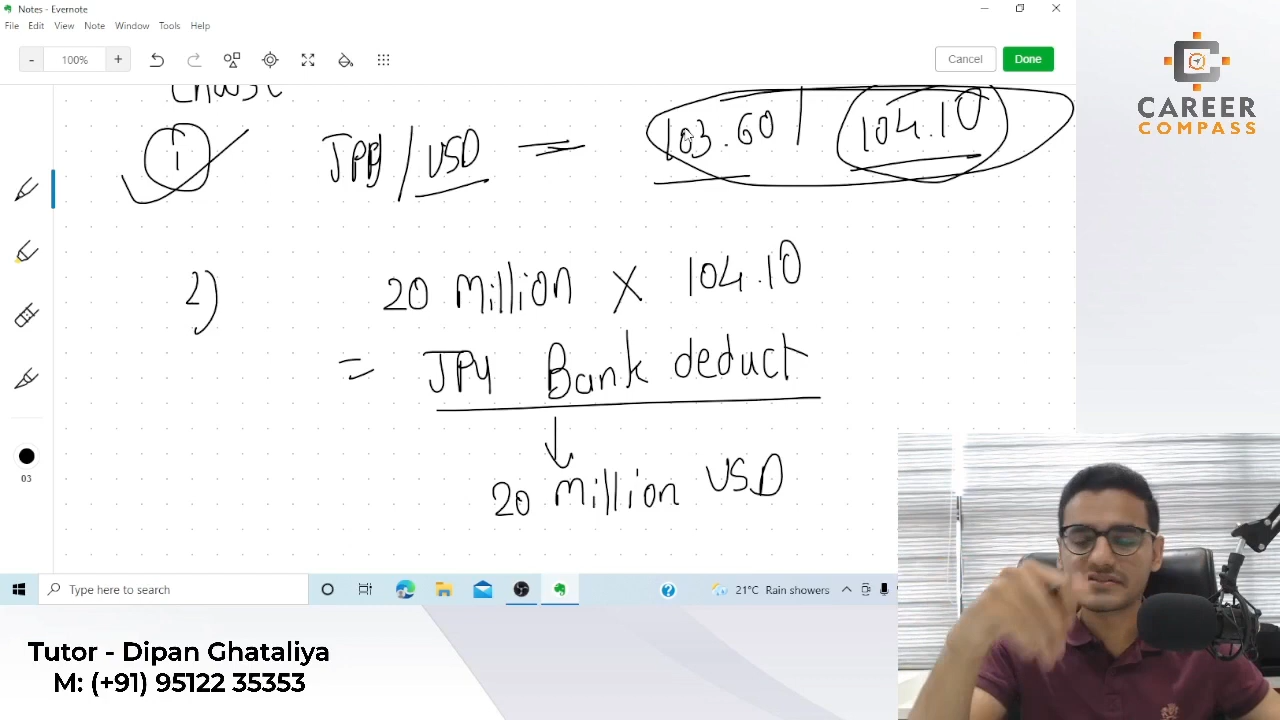 Notes - Evernote
File Edit View Note Window Tools Help
- 100% +
Cancel Done
CAREER
COMPASS
1 JPY / USD = 103.60 | 104.10
2) 20 Million X 104.10
= JPY Bank deduct
20 Million USD
03
Type here to search
21°C Rain showers
Tutor - Dipan Ghataliya
M: (+91) 95122 35353